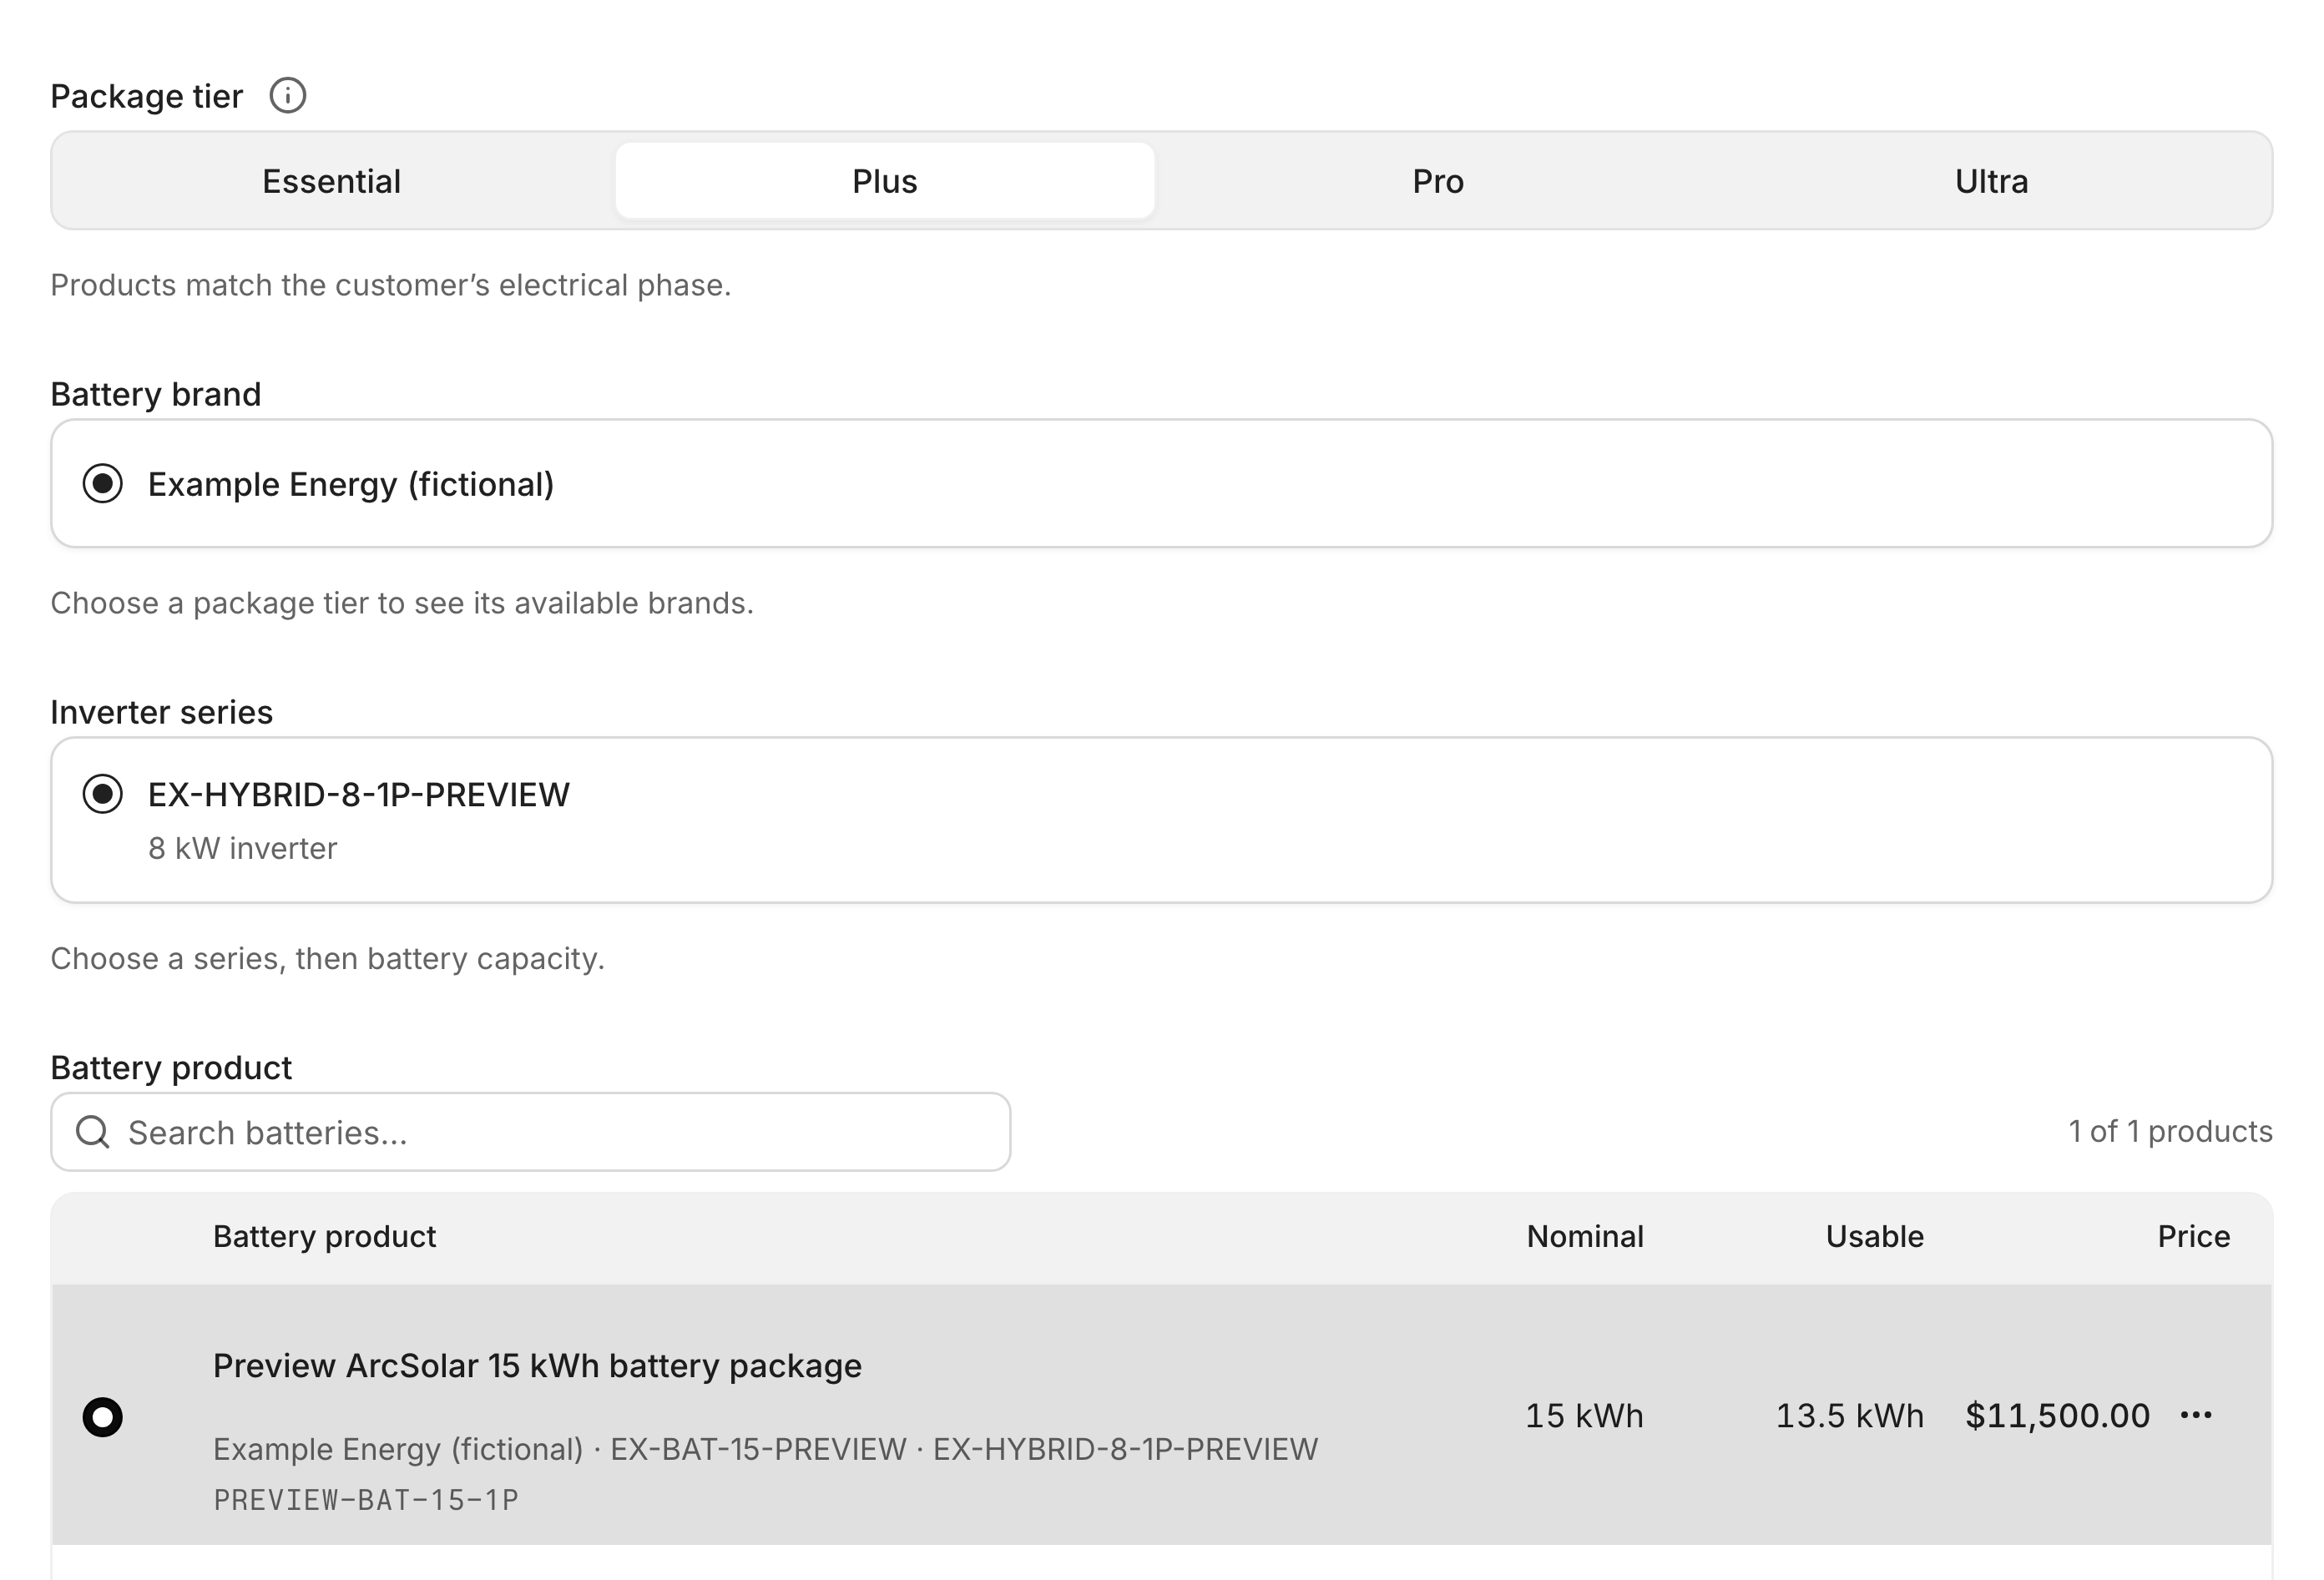 Package tier
Essential Plus Pro Ultra
Products match the customer’s electrical phase.
Battery brand
Example Energy (fictional)
Choose a package tier to see its available brands.
Inverter series
EX-HYBRID-8-1P-PREVIEW
8 kW inverter
Choose a series, then battery capacity.
Battery product
Search batteries...
1 of 1 products
Battery product Nominal Usable Price
Preview ArcSolar 15 kWh battery package
15 kWh 13.5 kWh $11,500.00
Example Energy (fictional) · EX-BAT-15-PREVIEW · EX-HYBRID-8-1P-PREVIEW
PREVIEW-BAT-15-1P